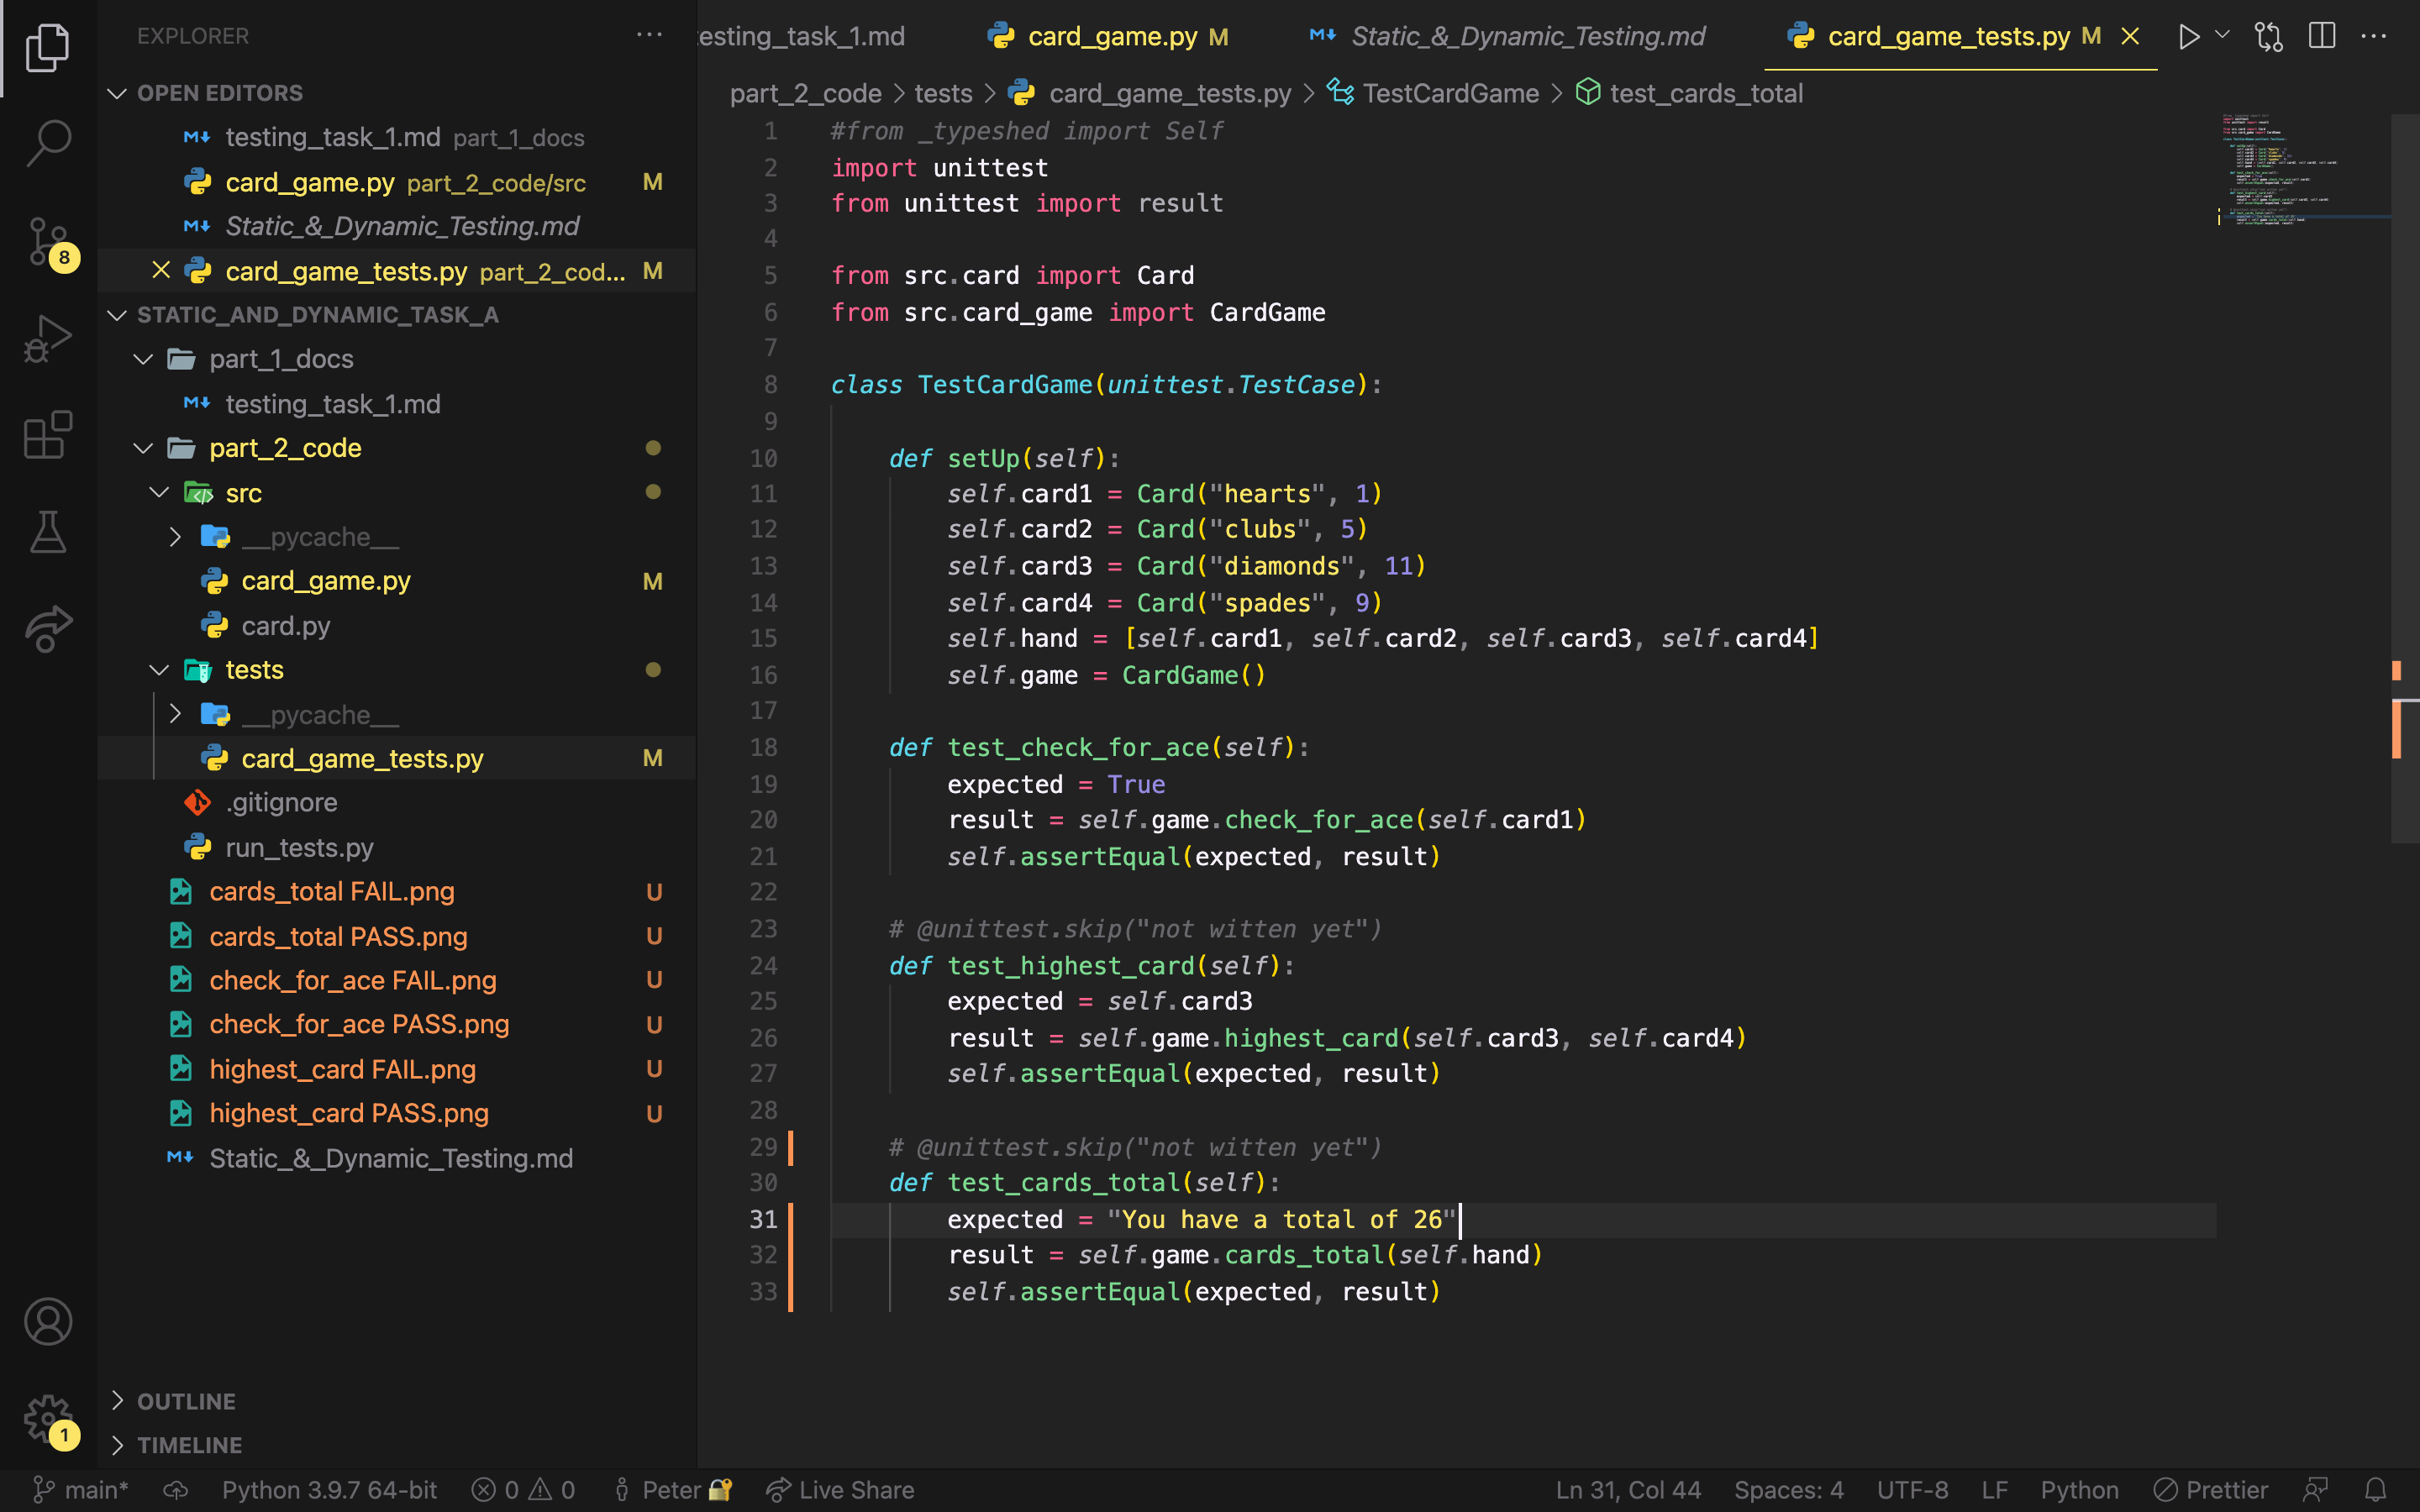 EXPLORER
OPEN EDITORS
testing_task_1.md part_1_docs
card_game.py part_2_code/src M
Static_&_Dynamic_Testing.md
card_game_tests.py part_2_cod... M
STATIC_AND_DYNAMIC_TASK_A
part_1_docs
testing_task_1.md
part_2_code
src
__pycache__
card_game.py M
card.py
tests
__pycache__
card_game_tests.py M
.gitignore
run_tests.py
cards_total FAIL.png U
cards_total PASS.png U
check_for_ace FAIL.png U
check_for_ace PASS.png U
highest_card FAIL.png U
highest_card PASS.png U
Static_&_Dynamic_Testing.md
OUTLINE
TIMELINE
8
1
esting_task_1.md card_game.py M Static_&_Dynamic_Testing.md card_game_tests.py M
part_2_code > tests > card_game_tests.py > TestCardGame > test_cards_total
1 #from _typeshed import Self
2 import unittest
3 from unittest import result
4
5 from src.card import Card
6 from src.card_game import CardGame
7
8 class TestCardGame(unittest.TestCase):
9
10 def setUp(self):
11 self.card1 = Card("hearts", 1)
12 self.card2 = Card("clubs", 5)
13 self.card3 = Card("diamonds", 11)
14 self.card4 = Card("spades", 9)
15 self.hand = [self.card1, self.card2, self.card3, self.card4]
16 self.game = CardGame()
17
18 def test_check_for_ace(self):
19 expected = True
20 result = self.game.check_for_ace(self.card1)
21 self.assertEqual(expected, result)
22
23 # @unittest.skip("not witten yet")
24 def test_highest_card(self):
25 expected = self.card3
26 result = self.game.highest_card(self.card3, self.card4)
27 self.assertEqual(expected, result)
28
29 # @unittest.skip("not witten yet")
30 def test_cards_total(self):
31 expected = "You have a total of 26"
32 result = self.game.cards_total(self.hand)
33 self.assertEqual(expected, result)
main* Python 3.9.7 64-bit 0 0 Peter Live Share Ln 31, Col 44 Spaces: 4 UTF-8 LF Python Prettier